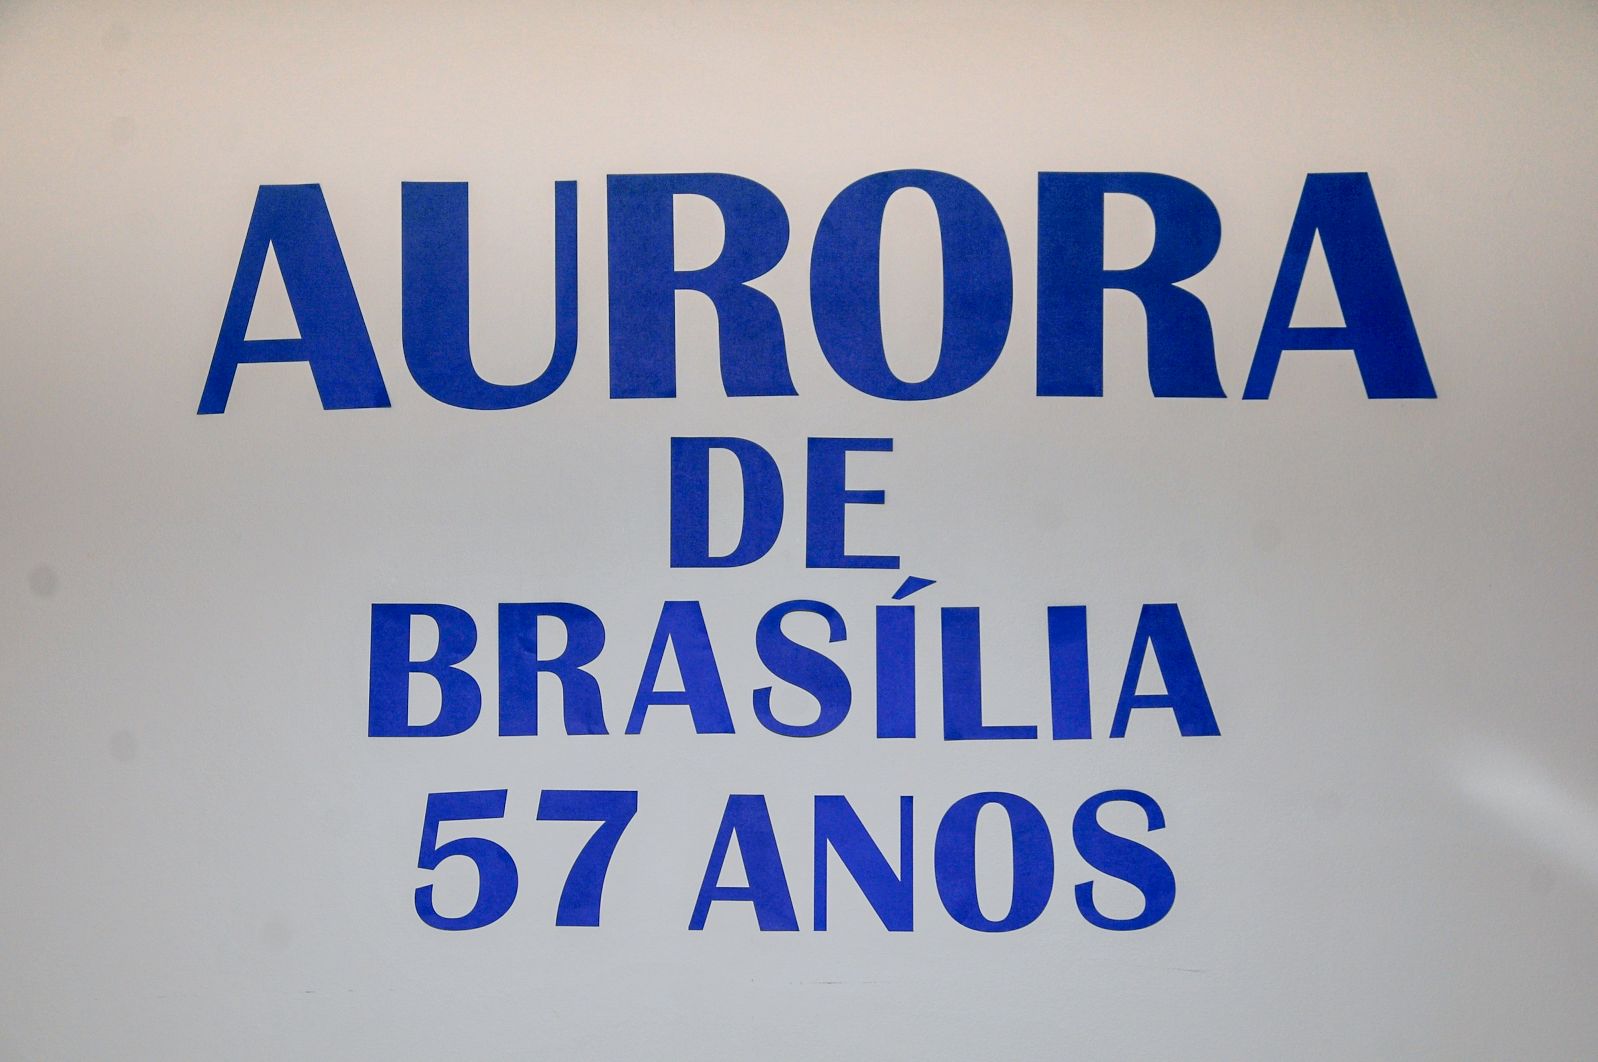 AURORA
DE
BRASÍLIA
57 ANOS